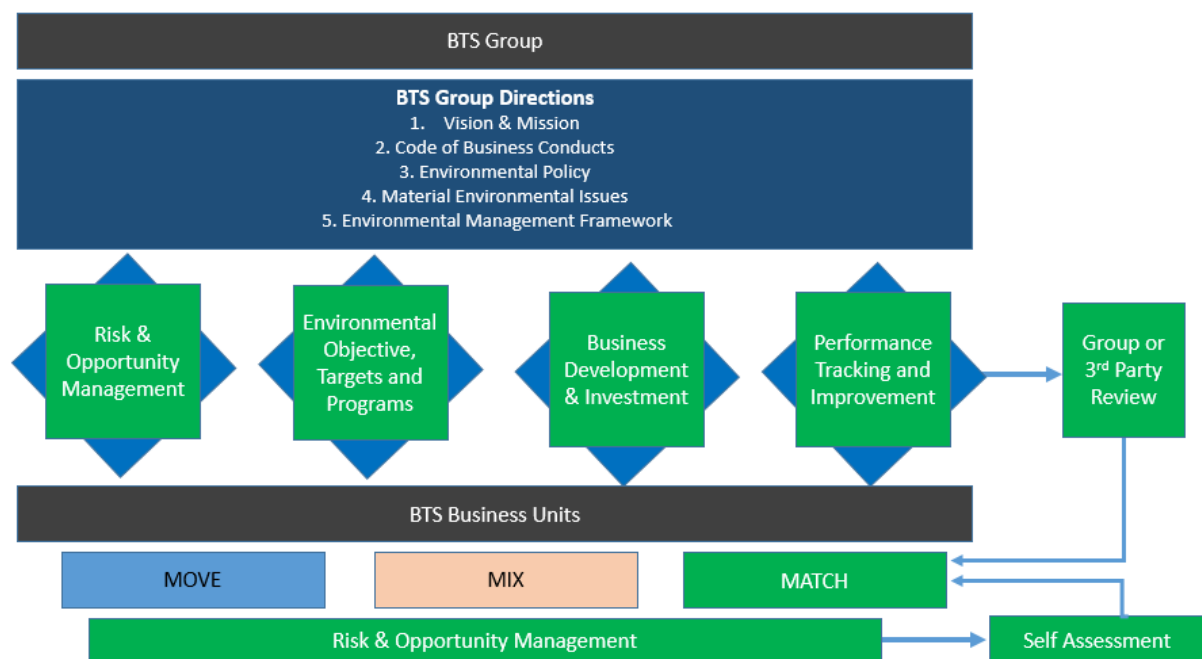 BTS Group
BTS Group Directions
1. Vision & Mission
2. Code of Business Conducts
3. Environmental Policy
4. Material Environmental Issues
5. Environmental Management Framework
Risk &
Opportunity
Management
Environmental
Objective,
Targets and
Programs
Business
Development
& Investment
Performance
Tracking and
Improvement
Group or
3rd Party
Review
BTS Business Units
MOVE
MIX
MATCH
Risk & Opportunity Management
Self Assessment